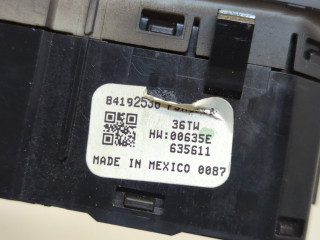 84192536
36TW
HW:00635E
635611
MADE IN MEXICO 0087